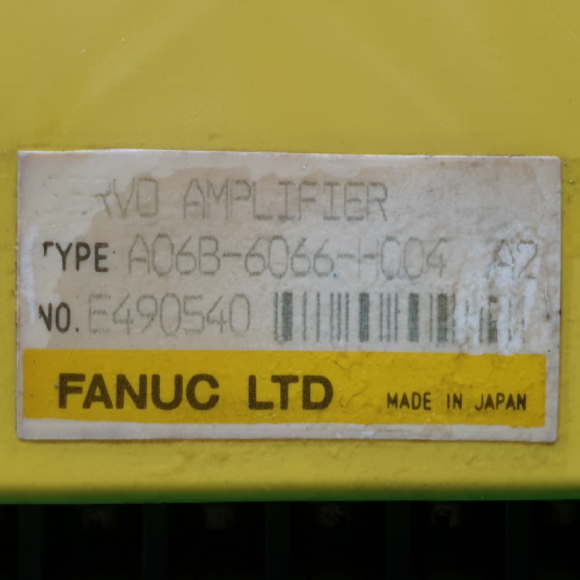 SERVO AMPLIFIER
TYPE A06B-6066-H004 A2
NO. E490540
FANUC LTD MADE IN JAPAN